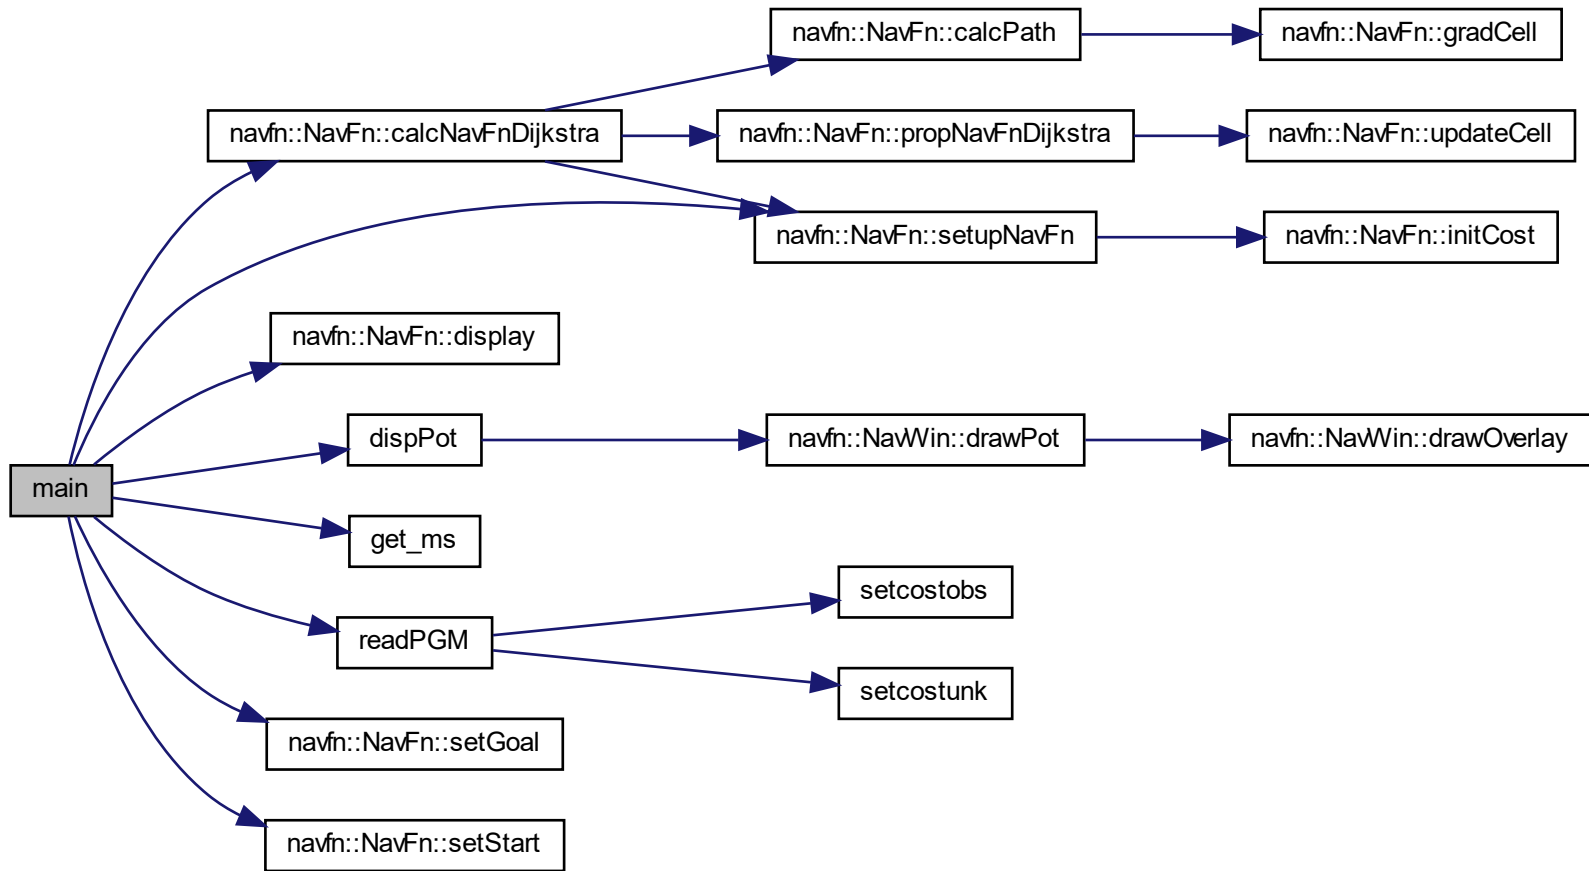 navfn::NavFn::calcPath
navfn::NavFn::gradCell
navfn::NavFn::calcNavFnDijkstra
navfn::NavFn::propNavFnDijkstra
navfn::NavFn::updateCell
navfn::NavFn::setupNavFn
navfn::NavFn::initCost
navfn::NavFn::display
dispPot
navfn::NavWin::drawPot
navfn::NavWin::drawOverlay
main
get_ms
setcostobs
readPGM
setcostunk
navfn::NavFn::setGoal
navfn::NavFn::setStart